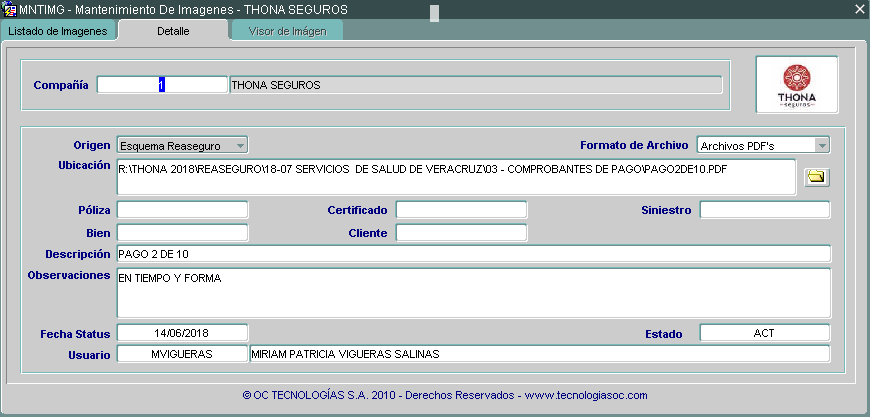 MNTIMG - Mantenimiento De Imagenes - THONA SEGUROS
Listado de Imagenes Detalle Visor de Imágen
Compañía 1 THONA SEGUROS
THONA
seguros
Origen Esquema Reaseguro Formato de Archivo Archivos PDF's
Ubicación R:\THONA 2018\REASEGURO\18-07 SERVICIOS DE SALUD DE VERACRUZ\03 - COMPROBANTES DE PAGO\PAGO2DE10.PDF
Póliza Certificado Siniestro
Bien Cliente
Descripción PAGO 2 DE 10
Observaciones EN TIEMPO Y FORMA
Fecha Status 14/06/2018 Estado ACT
Usuario MVIGUERAS MIRIAM PATRICIA VIGUERAS SALINAS
© OC TECNOLOGÍAS S.A. 2010 - Derechos Reservados - www.tecnologiasoc.com